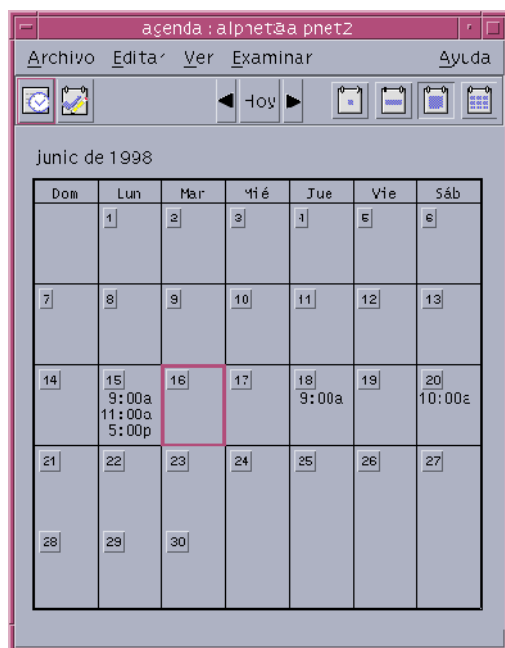 agenda : alpnet@a pnet2
Archivo Edita Ver Examinar Ayuda
Hoy
junic de 1998
Dom Lun Mar Mié Jue Vie Sáb
1 2 3 4 5 6
7 8 9 10 11 12 13
14 15 16 17 18 19 20
9:00a 9:00a 10:00a
11:00a
5:00p
21 22 23 24 25 26 27
28 29 30